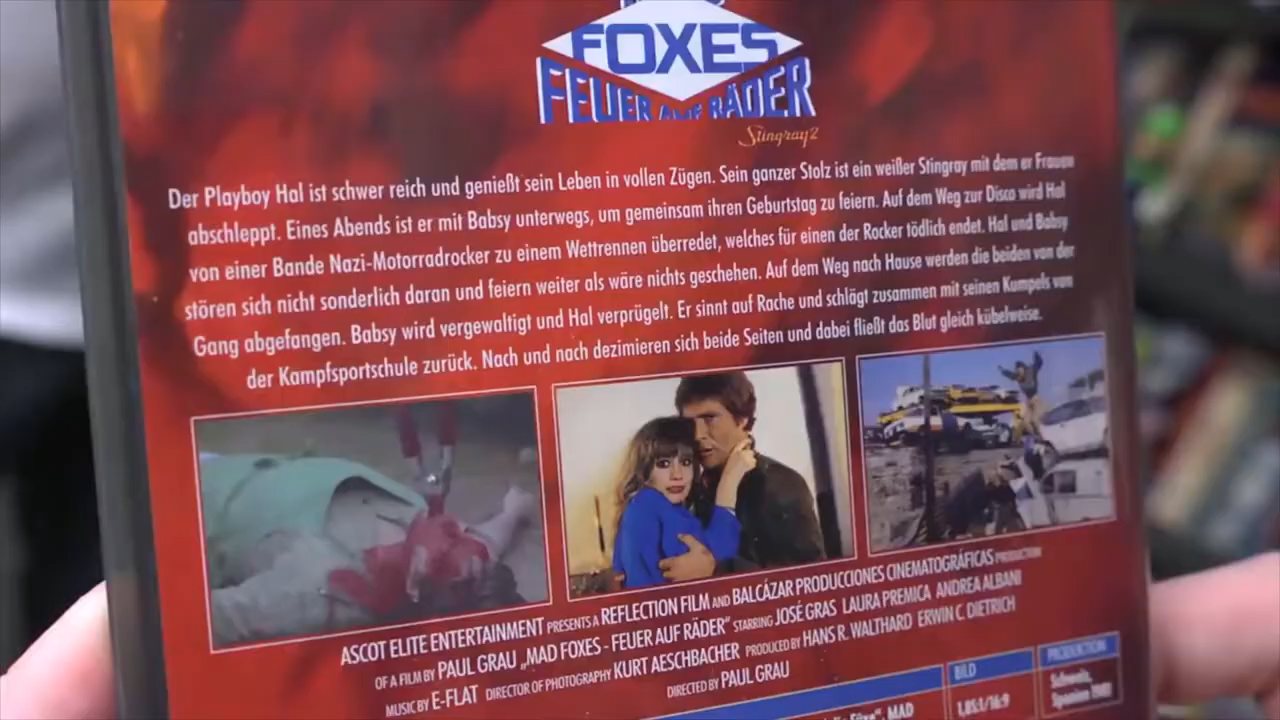 FOXES
FEUER AUF RÄDER
Stingray 2
Der Playboy Hal ist schwer reich und genießt sein Leben in vollen Zügen. Sein ganzer Stolz ist ein weißer Stingray mit dem er Frauen
abschleppt. Eines Abends ist er mit Babsy unterwegs, um gemeinsam ihren Geburtstag zu feiern. Auf dem Weg zur Disco wird Hal
von einer Bande Nazi-Motorradrocker zu einem Wettrennen überredet, welches für einen der Rocker tödlich endet. Hal und Babsy
stören sich nicht sonderlich daran und feiern weiter als wäre nichts geschehen. Auf dem Weg nach Hause werden die beiden von der
Gang abgefangen. Babsy wird vergewaltigt und Hal verprügelt. Er sinnt auf Rache und schlägt zusammen mit seinen Kumpels von
der Kampfsportschule zurück. Nach und nach dezimieren sich beide Seiten und dabei fließt das Blut gleich kübelweise.
ASCOT ELITE ENTERTAINMENT PRESENTS A REFLECTION FILM AND BALCÁZAR PRODUCCIONES CINEMATOGRÁFICAS PRODUCTION
OF A FILM BY PAUL GRAU „MAD FOXES - FEUER AUF RÄDER" STARRING JOSÉ GRAS LAURA PREMICA ANDREA ALBANI
MUSIC BY E-FLAT DIRECTOR OF PHOTOGRAPHY KURT AESCHBACHER PRODUCED BY HANS R. WALTHARD ERWIN C. DIETRICH
DIRECTED BY PAUL GRAU
BILD PRODUKTION
MAD 1,85:1/16:9 Schweiz,
Spanien 1981